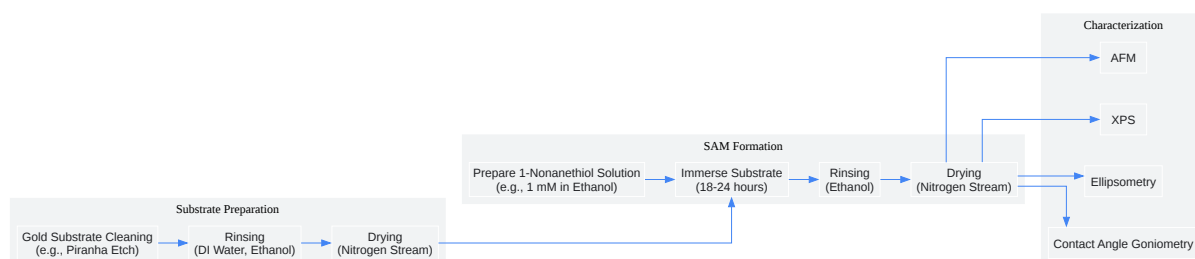 Substrate Preparation
Gold Substrate Cleaning
(e.g., Piranha Etch)
Rinsing
(DI Water, Ethanol)
Drying
(Nitrogen Stream)
SAM Formation
Prepare 1-Nonanethiol Solution
(e.g., 1 mM in Ethanol)
Immerse Substrate
(18-24 hours)
Rinsing
(Ethanol)
Drying
(Nitrogen Stream)
Characterization
AFM
XPS
Ellipsometry
Contact Angle Goniometry